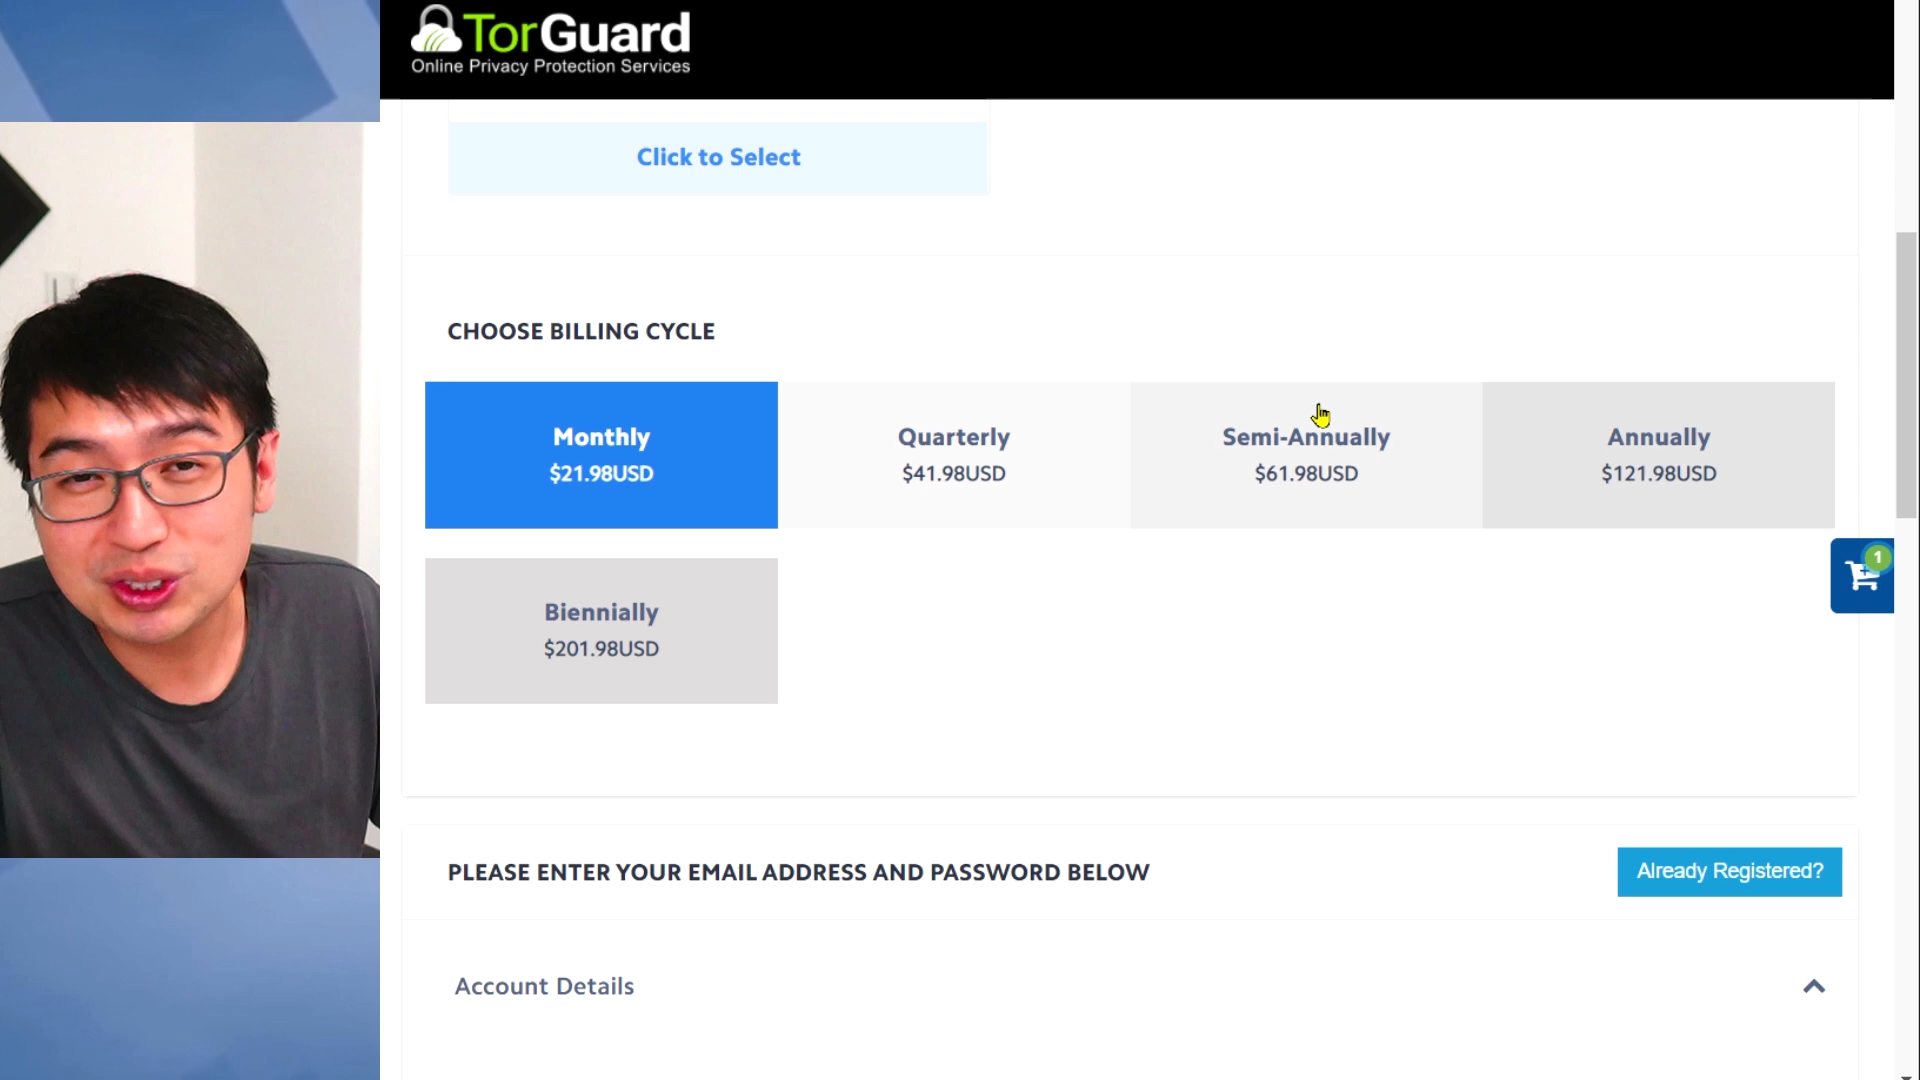 TorGuard
Online Privacy Protection Services
Click to Select
CHOOSE BILLING CYCLE
Monthly
$21.98USD
Quarterly
$41.98USD
Semi-Annually
$61.98USD
Annually
$121.98USD
1
Biennially
$201.98USD
PLEASE ENTER YOUR EMAIL ADDRESS AND PASSWORD BELOW
Already Registered?
Account Details